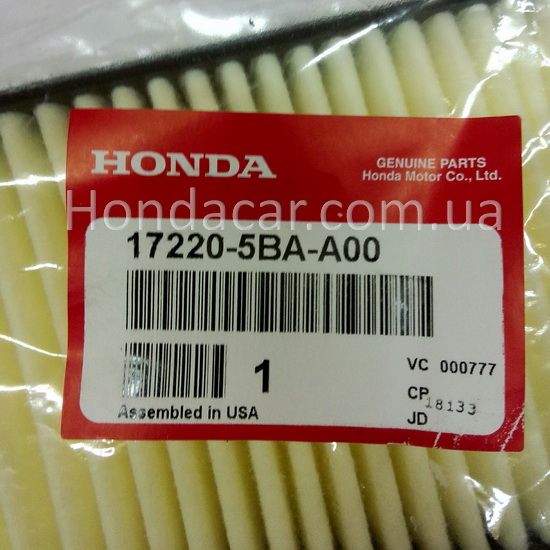 HONDA
GENUINE PARTS
Honda Motor Co., Ltd.
Hondacar.com.ua
17220-5BA-A00
1
VC 000777
CP 18133
JD
Assembled in USA